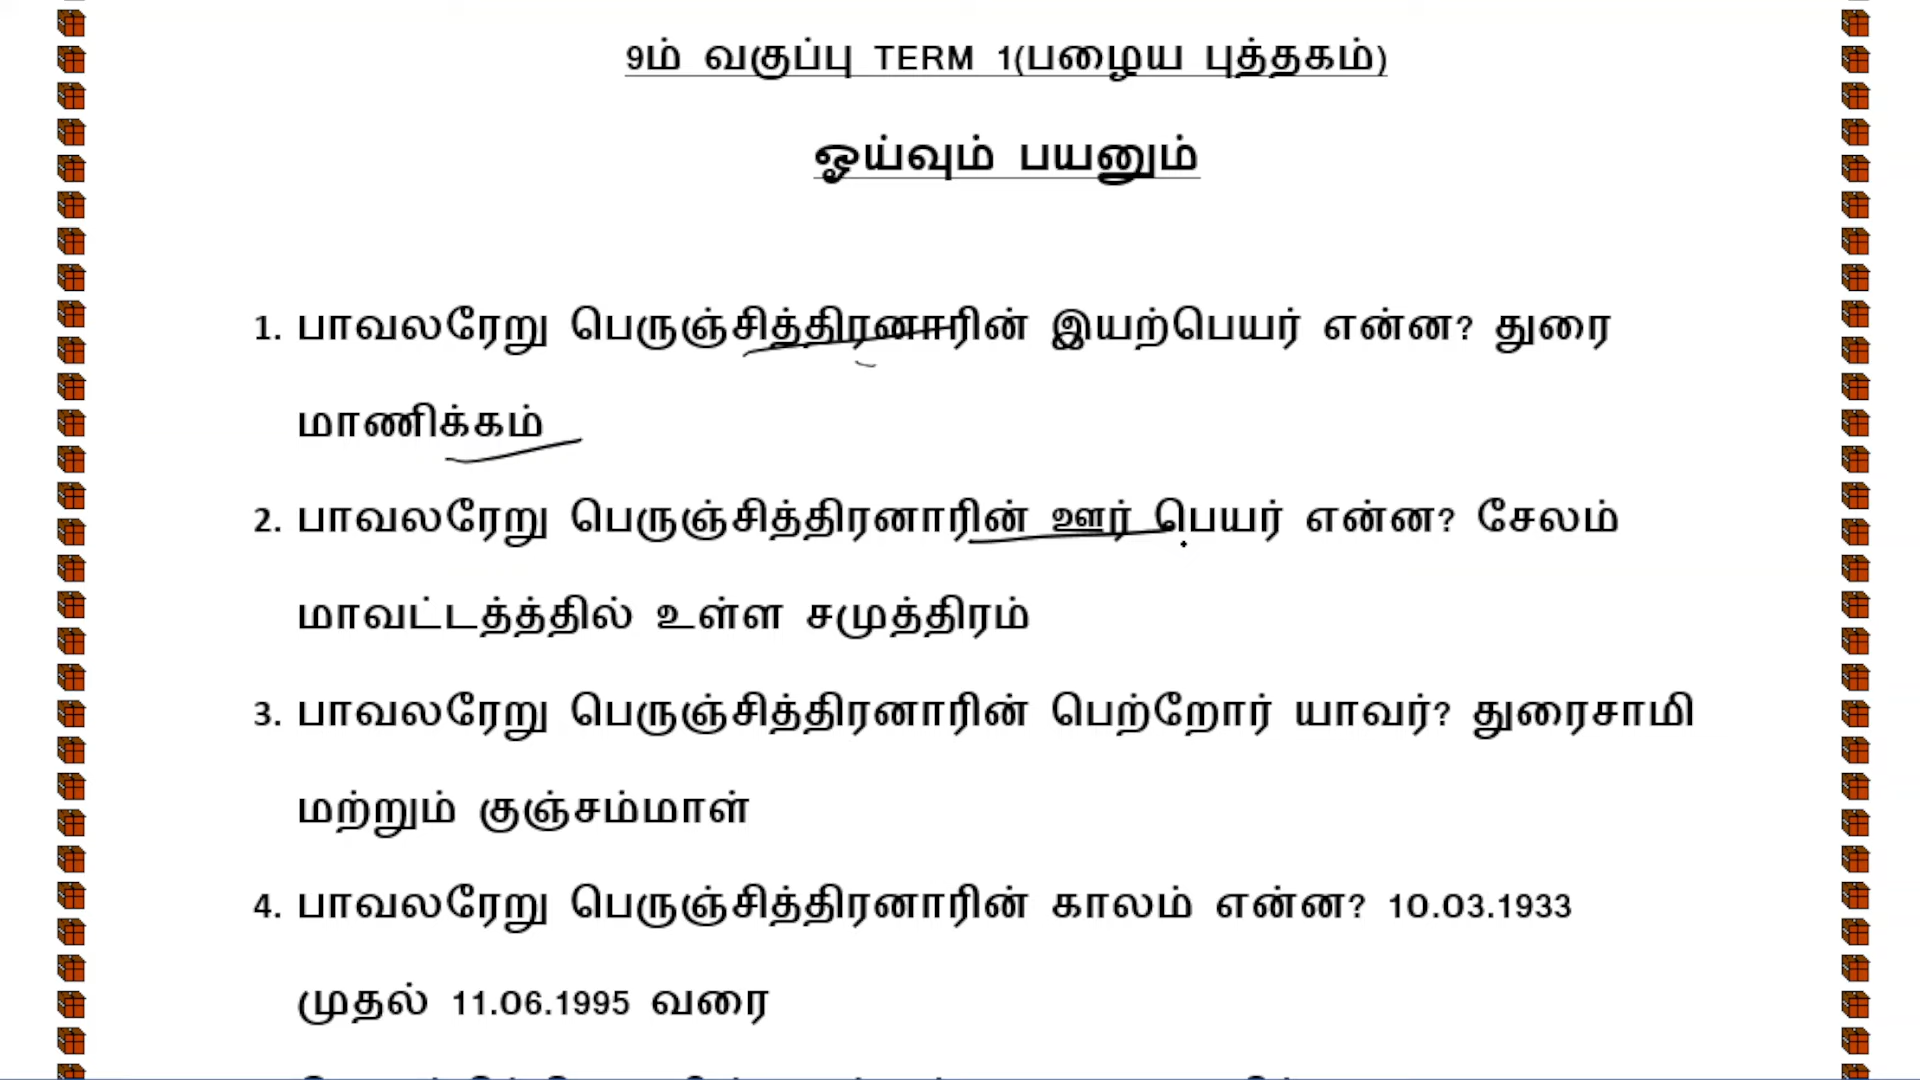 9ம் வகுப்பு TERM 1(பழைய புத்தகம்)
ஓய்வும் பயனும்
1. பாவலரேறு பெருஞ்சித்திரனாரின் இயற்பெயர் என்ன? துரை
மாணிக்கம்
2. பாவலரேறு பெருஞ்சித்திரனாரின் ஊர் பெயர் என்ன? சேலம்
மாவட்டத்த்தில் உள்ள சமுத்திரம்
3. பாவலரேறு பெருஞ்சித்திரனாரின் பெற்றோர் யாவர்? துரைசாமி
மற்றும் குஞ்சம்மாள்
4. பாவலரேறு பெருஞ்சித்திரனாரின் காலம் என்ன? 10.03.1933
முதல் 11.06.1995 வரை